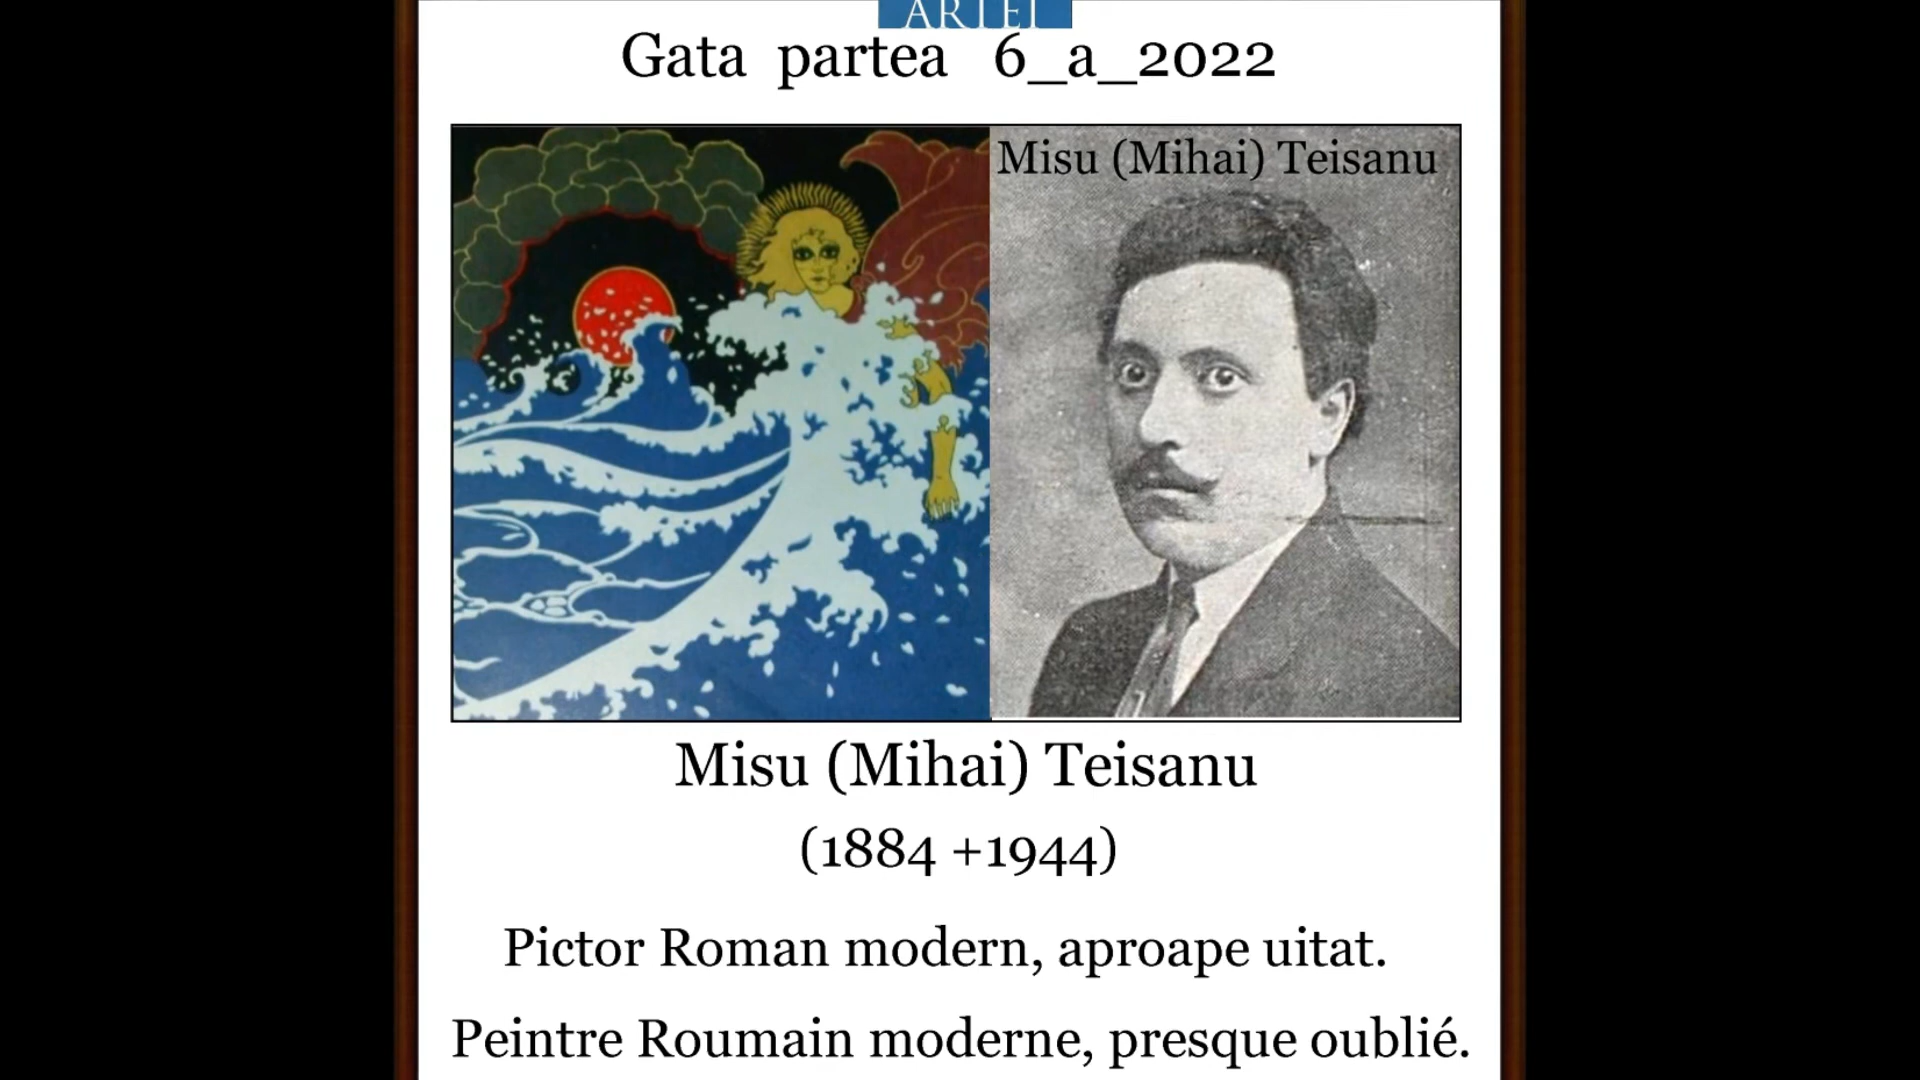 ARTEI
Gata partea 6_a_2022
Misu (Mihai) Teisanu
Misu (Mihai) Teisanu
(1884 +1944)
Pictor Roman modern, aproape uitat.
Peintre Roumain moderne, presque oublié.